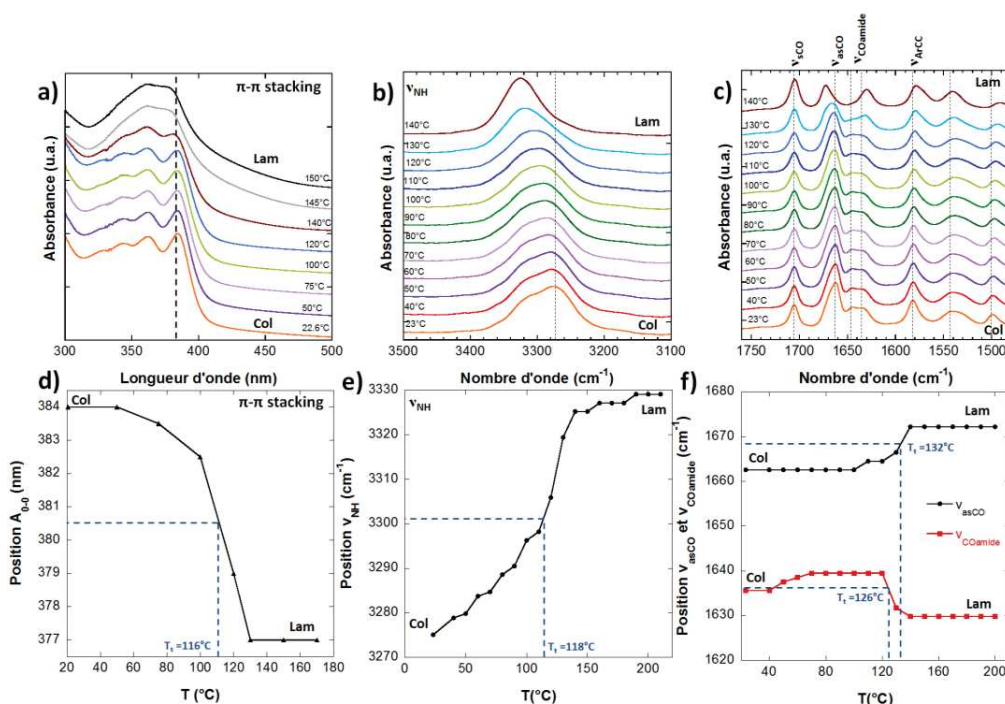 a)
π-π stacking
Absorbance (u.a.)
Lam
150°C
145°C
140°C
120°C
100°C
75°C
50°C
Col
22.6°C
300 350 400 450 500
Longueur d'onde (nm)
b)
νNH
Absorbance (u.a.)
Lam
140°C
130°C
120°C
110°C
100°C
90°C
80°C
70°C
60°C
50°C
40°C
23°C
Col
3500 3400 3300 3200 3100
Nombre d'onde (cm-1)
νsCO
νasCO
νCOamide
νArCC
c)
Absorbance (u.a.)
Lam
140°C
130°C
120°C
110°C
100°C
90°C
80°C
70°C
60°C
50°C
40°C
23°C
Col
1750 1700 1650 1600 1550 1500
Nombre d'onde (cm-1)
d)
π-π stacking
Position A0-0 (nm)
384
383
382
381
380
379
378
377
Col
Lam
Tt =116°C
20 40 60 80 100 120 140 160 180
T (°C)
e)
νNH
Position νNH (cm-1)
3330
3320
3310
3300
3290
3280
3270
Lam
Col
Tt =118°C
0 50 100 150 200
T(°C)
f)
Position νasCO et νCOamide (cm-1)
1680
1670
1660
1650
1640
1630
1620
Lam
Col
Tt =132°C
νasCO
νCOamide
Col
Tt =126°C
Lam
40 80 120 160 200
T(°C)